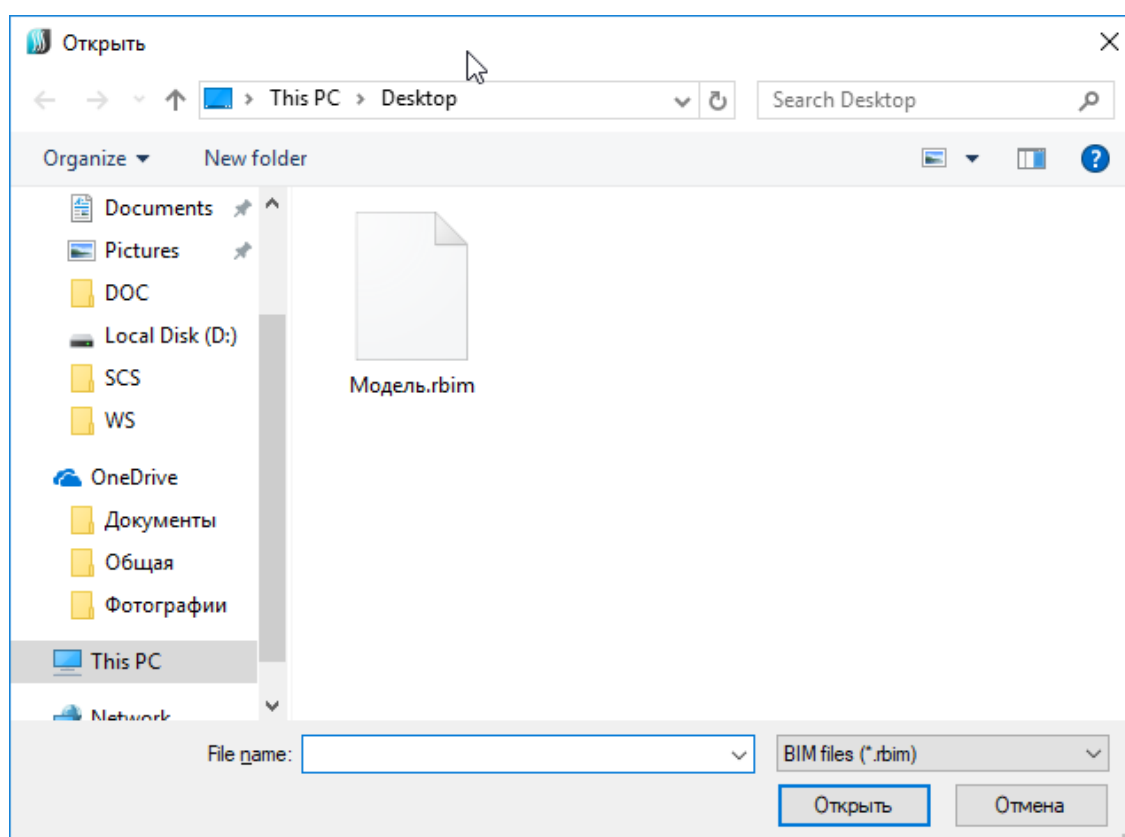 Открыть
This PC > Desktop
Search Desktop
Organize
New folder
Documents
Pictures
DOC
Local Disk (D:)
SCS
WS
OneDrive
Документы
Общая
Фотографии
This PC
Network
Модель.rbim
File name:
BIM files (*.rbim)
Открыть
Отмена